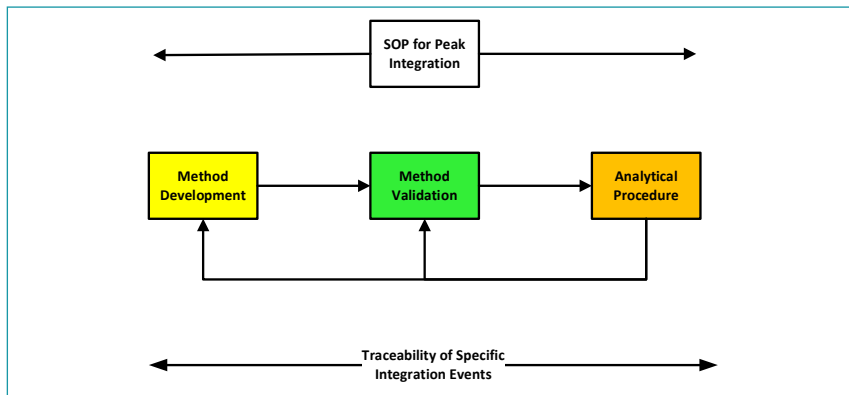 SOP for Peak
Integration
Method
Development
Method
Validation
Analytical
Procedure
Traceability of Specific
Integration Events